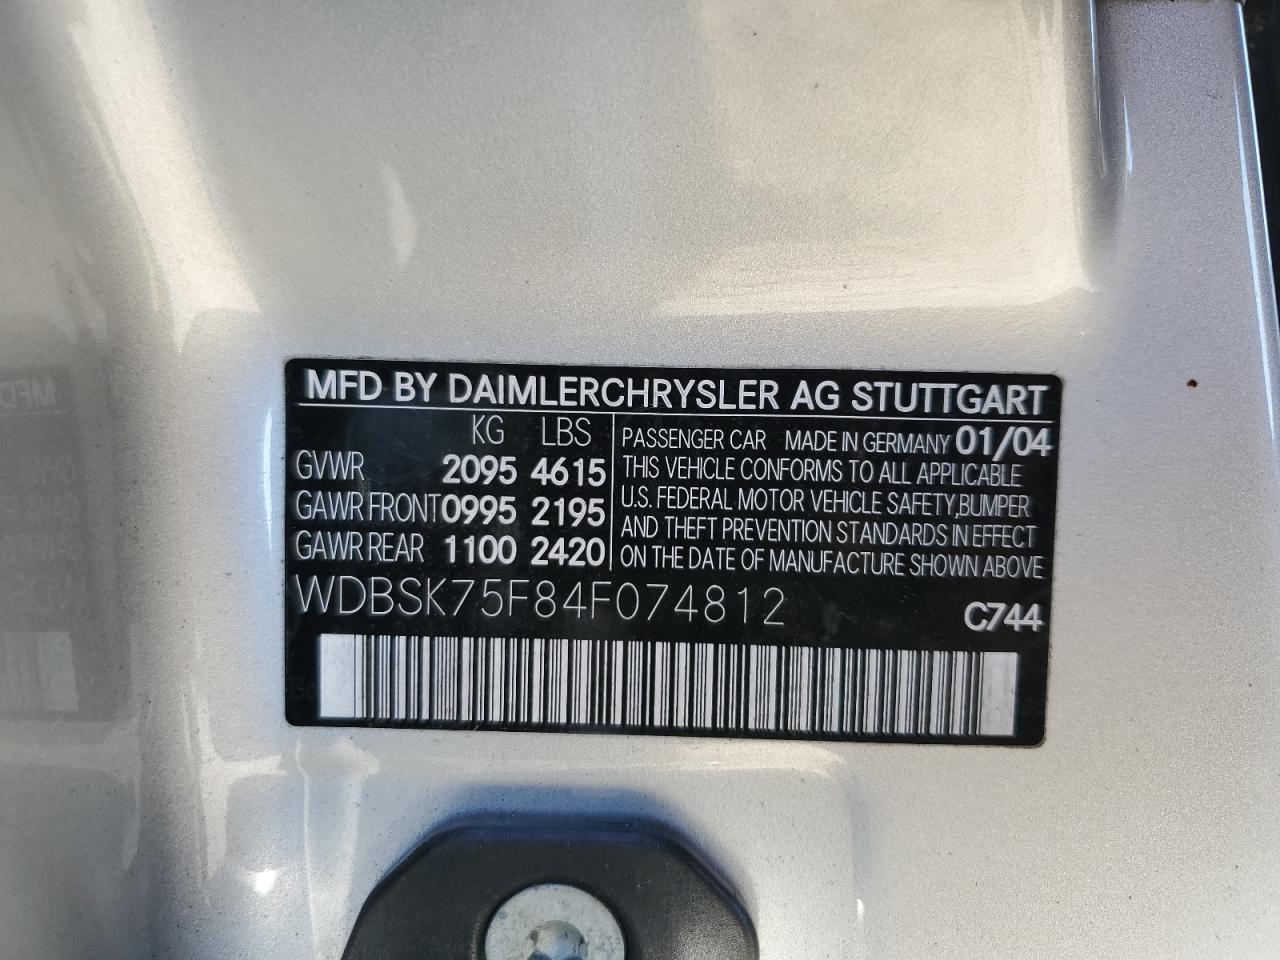 MFD BY DAIMLERCHRYSLER AG STUTTGART
KG LBS
GVWR 2095 4615
GAWR FRONT 0995 2195
GAWR REAR 1100 2420
PASSENGER CAR MADE IN GERMANY 01/04
THIS VEHICLE CONFORMS TO ALL APPLICABLE
U.S. FEDERAL MOTOR VEHICLE SAFETY, BUMPER
AND THEFT PREVENTION STANDARDS IN EFFECT
ON THE DATE OF MANUFACTURE SHOWN ABOVE
WDBSK75F84F074812
C744